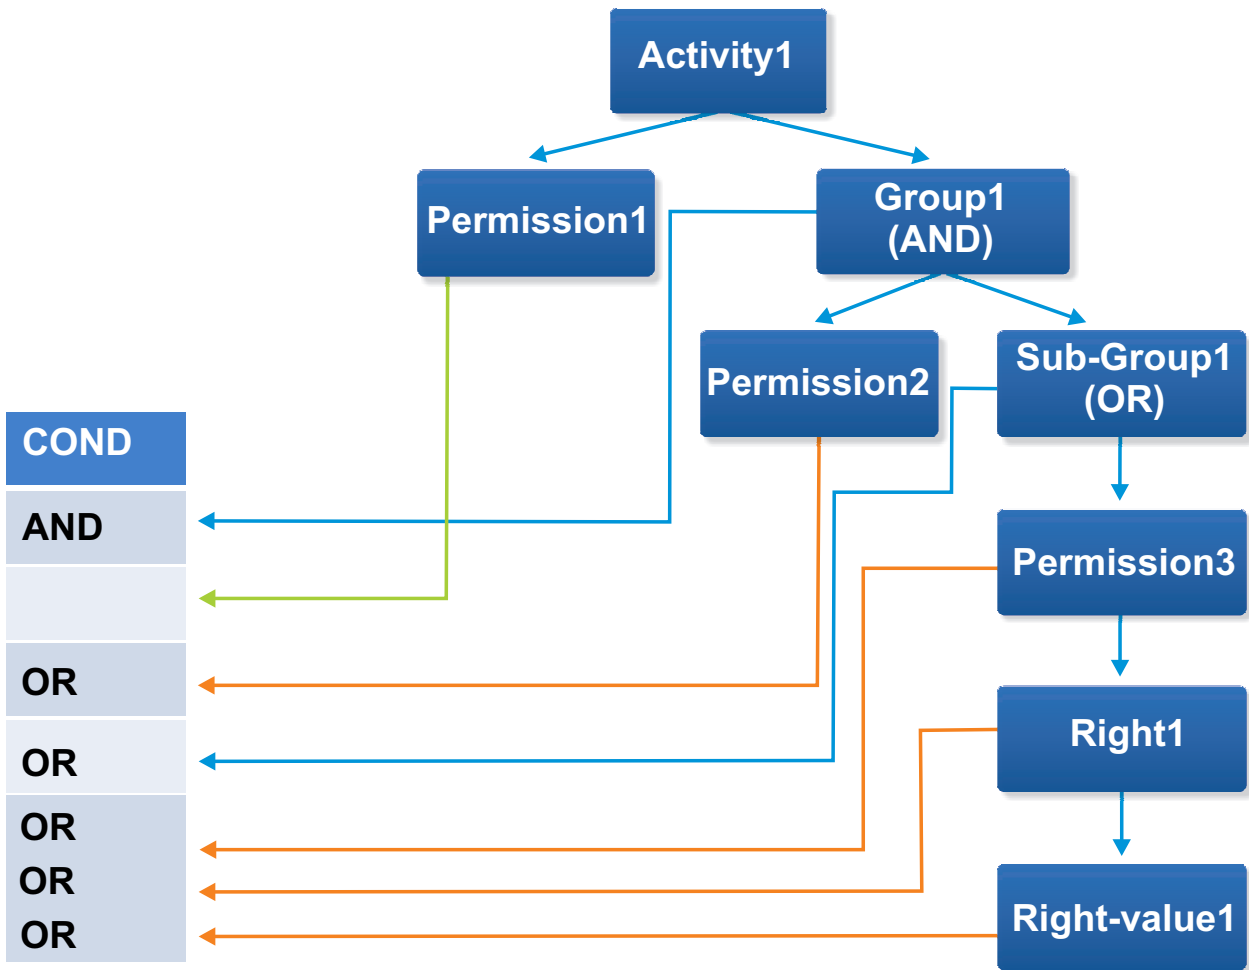 Activity1
Permission1
Group1
(AND)
Permission2
Sub-Group1
(OR)
COND
AND
OR
OR
OR
OR
OR
Permission3
Right1
Right-value1